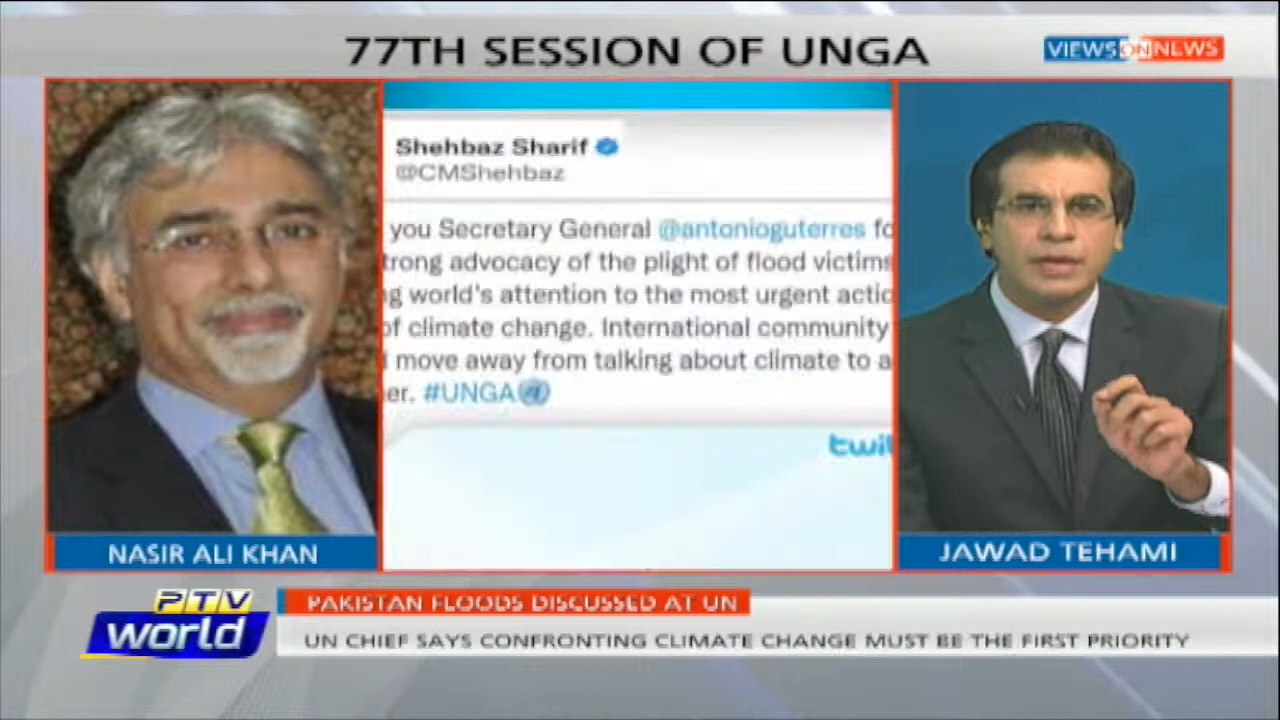 77TH SESSION OF UNGA
VIEWS ON NEWS
Shehbaz Sharif
@CMShehbaz
you Secretary General @antonioguterres fo
trong advocacy of the plight of flood victims
g world's attention to the most urgent actio
of climate change. International community
move away from talking about climate to a
er. #UNGA
twit
NASIR ALI KHAN
JAWAD TEHAMI
PTV
world
PAKISTAN FLOODS DISCUSSED AT UN
UN CHIEF SAYS CONFRONTING CLIMATE CHANGE MUST BE THE FIRST PRIORITY